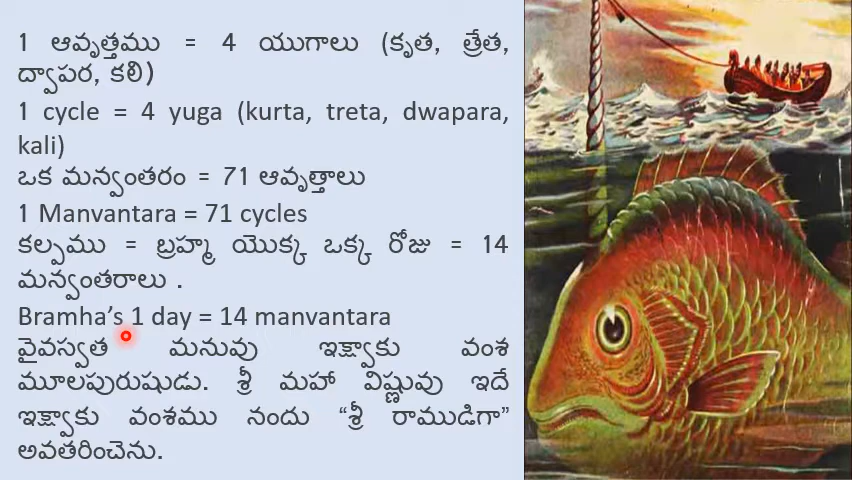 1 ఆవృత్తము = 4 యుగాలు (కృత, త్రేత,
ద్వాపర, కలి)
1 cycle = 4 yuga (kurta, treta, dwapara,
kali)
ఒక మన్వంతరం = 71 ఆవృత్తాలు
1 Manvantara = 71 cycles
కల్పము = బ్రహ్మ యొక్క ఒక్క రోజు = 14
మన్వంతరాలు .
Bramha’s 1 day = 14 manvantara
వైవస్వత మనువు ఇక్ష్వాకు వంశ
మూలపురుషుడు. శ్రీ మహా విష్ణువు ఇదే
ఇక్ష్వాకు వంశము నందు “శ్రీ రాముడిగా”
అవతరించెను.